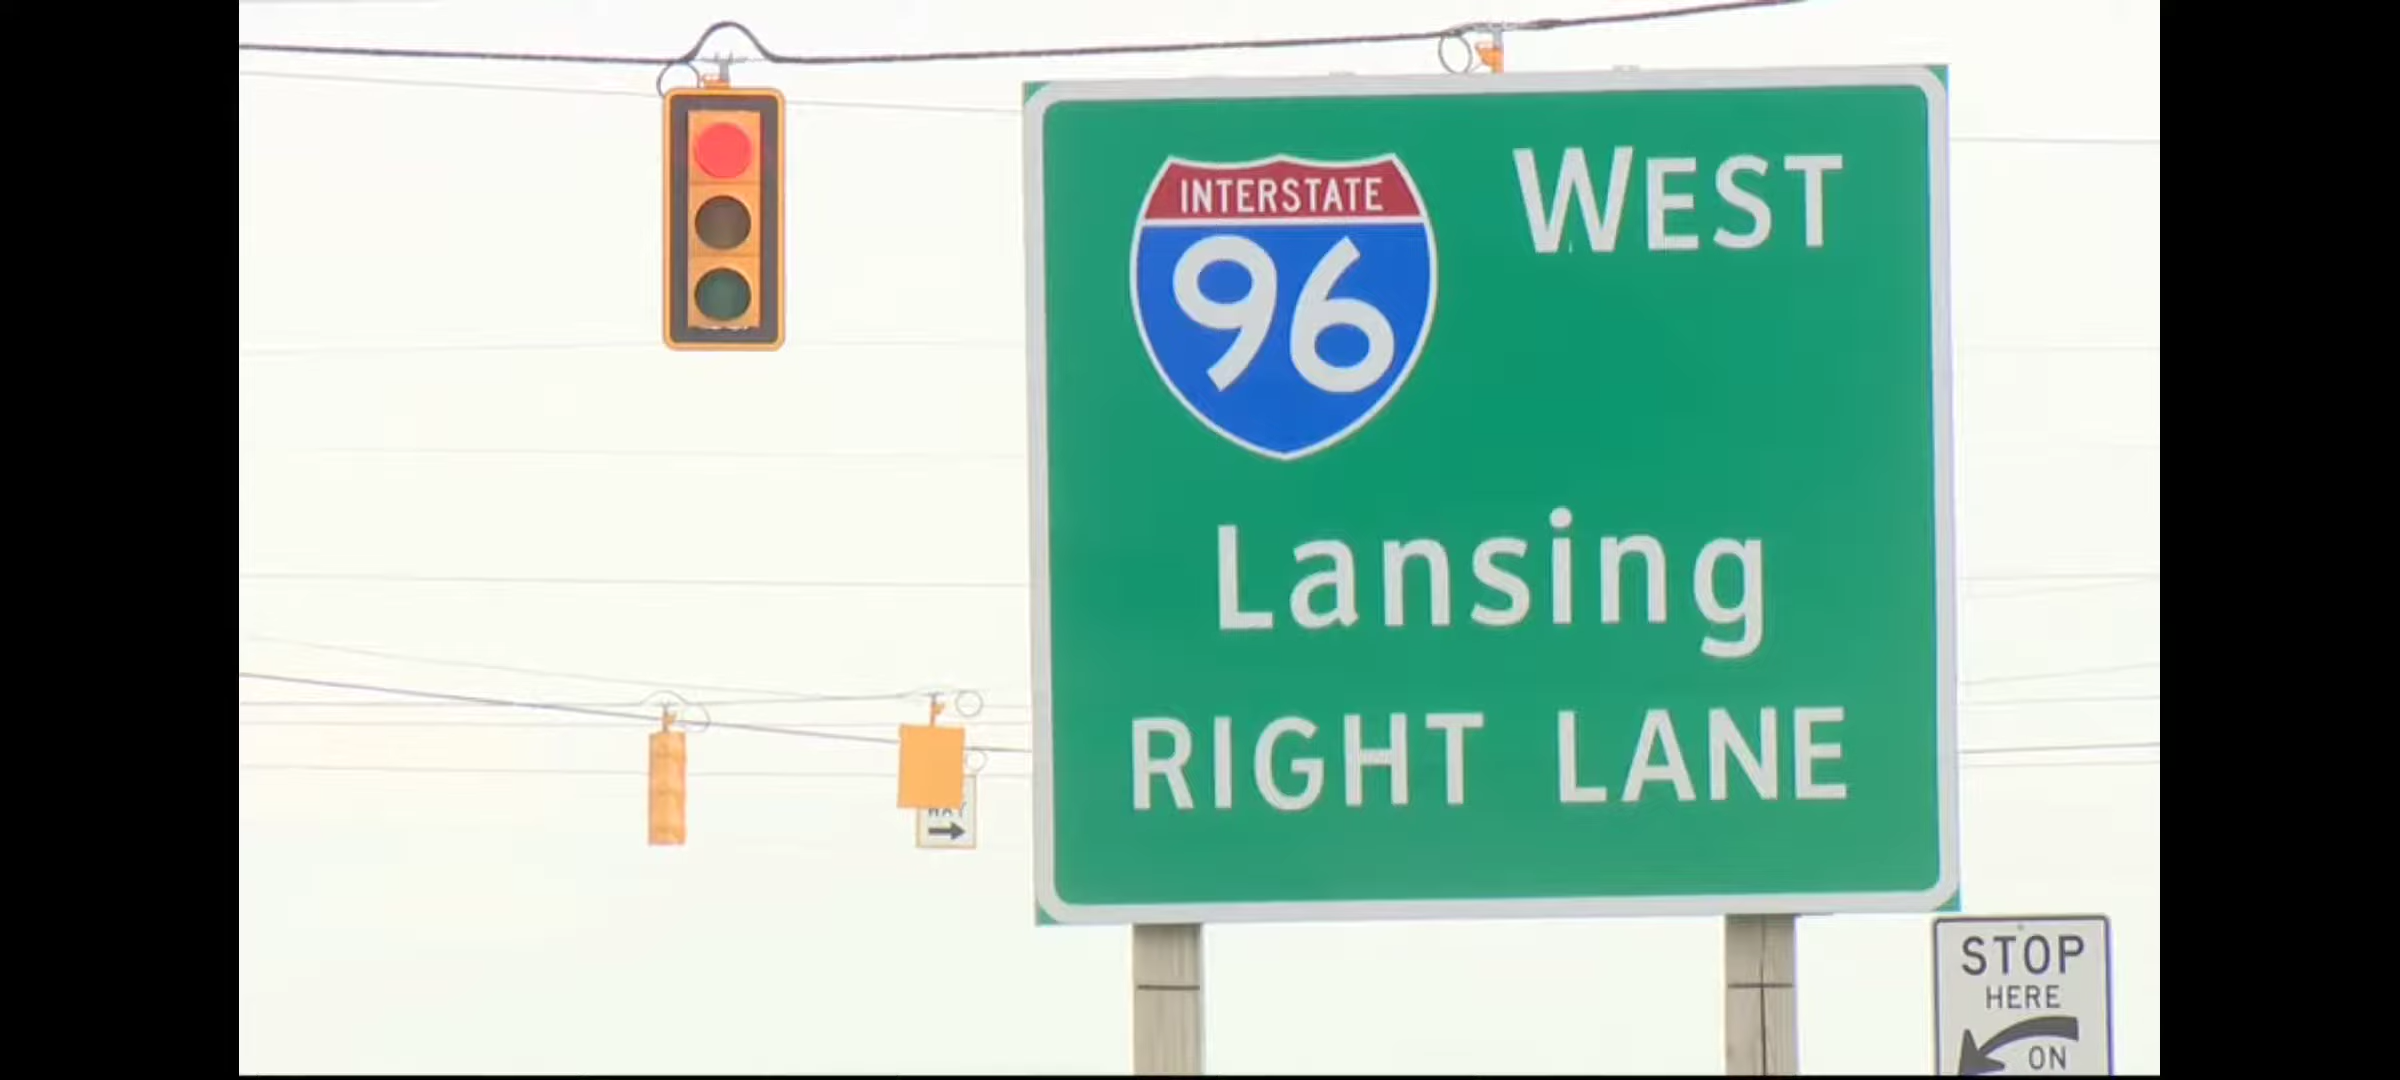 INTERSTATE
96
WEST
Lansing
RIGHT LANE
STOP
HERE
ON